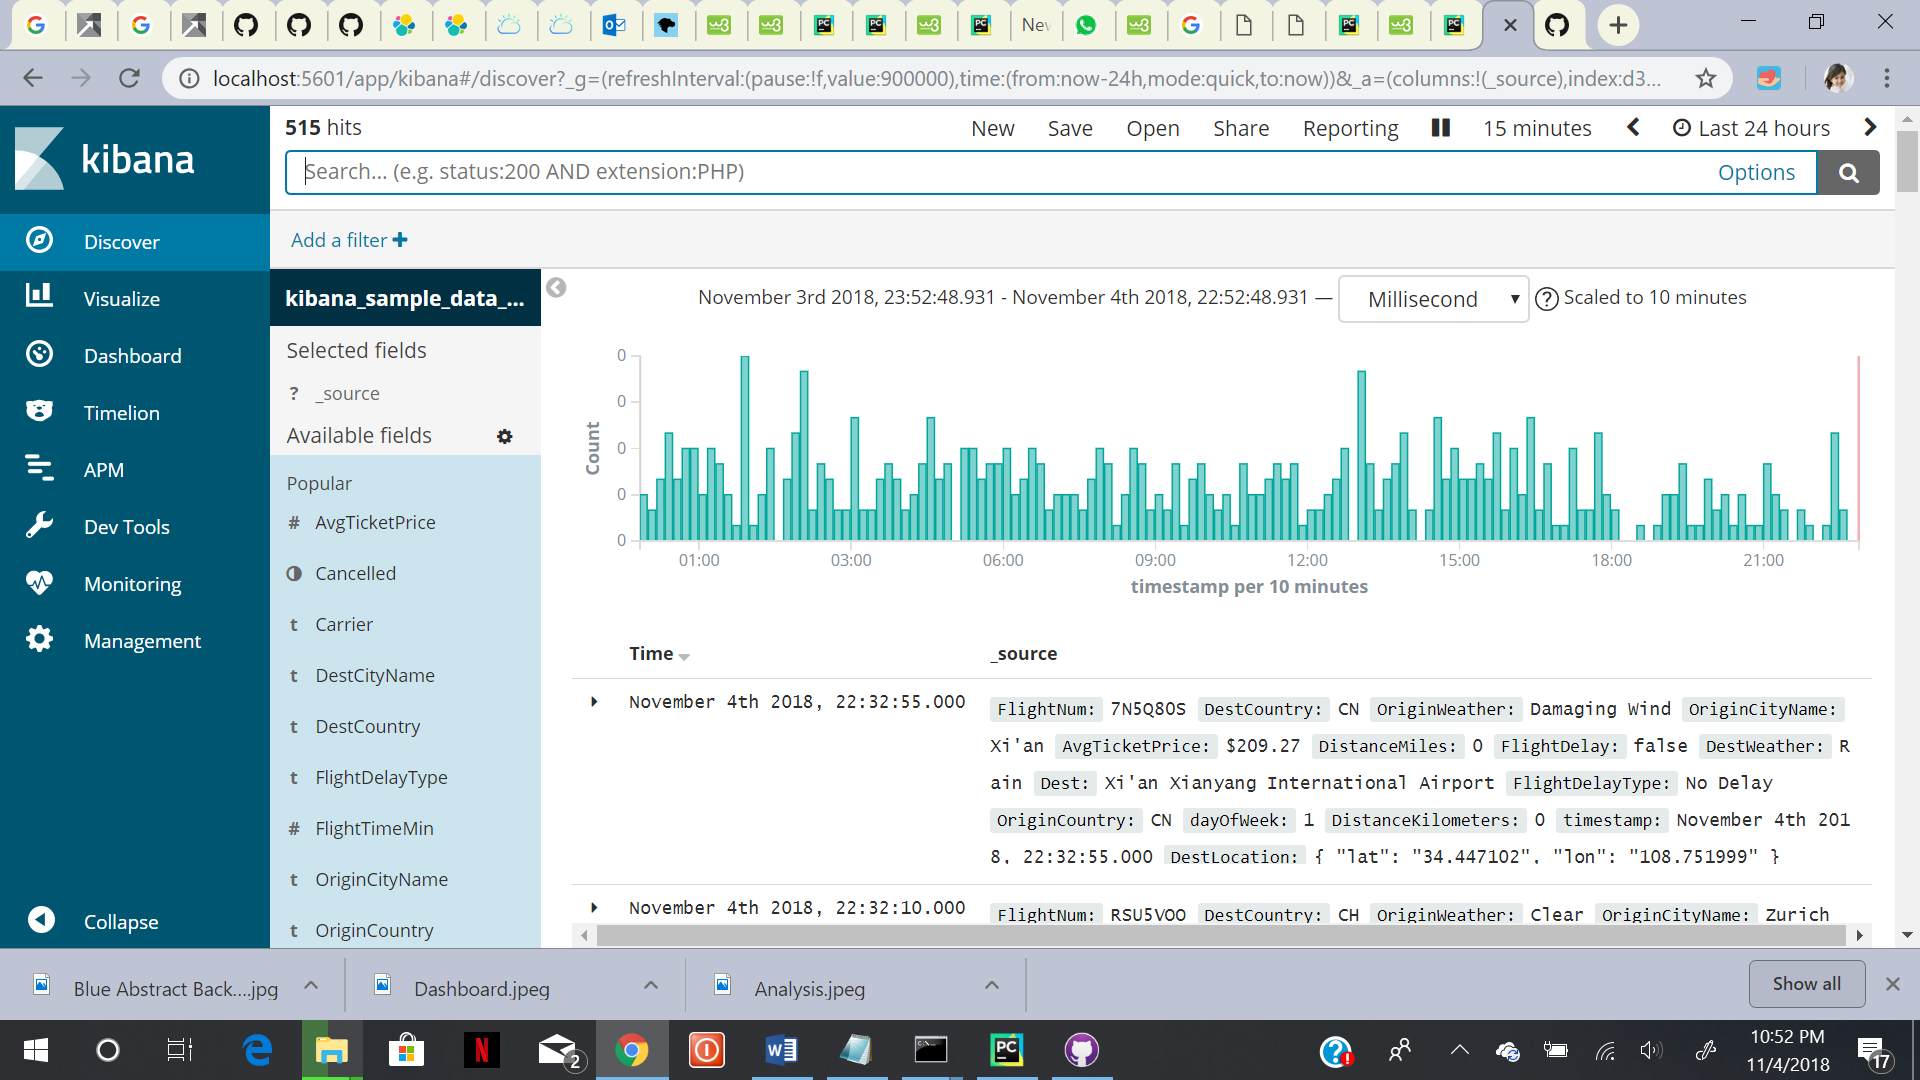 New
localhost:5601/app/kibana#/discover?_g=(refreshInterval:(pause:!f,value:900000),time:(from:now-24h,mode:quick,to:now))&_a=(columns:!(_source),index:d3...
kibana
Discover
Visualize
Dashboard
Timelion
APM
Dev Tools
Monitoring
Management
Collapse
515 hits
New Save Open Share Reporting 15 minutes Last 24 hours
Search... (e.g. status:200 AND extension:PHP) Options
Add a filter
kibana_sample_data_...
Selected fields
? _source
Available fields
Popular
# AvgTicketPrice
Cancelled
t Carrier
t DestCityName
t DestCountry
t FlightDelayType
# FlightTimeMin
t OriginCityName
t OriginCountry
November 3rd 2018, 23:52:48.931 - November 4th 2018, 22:52:48.931 — Millisecond ? Scaled to 10 minutes
0
0
0
0
0
Count
01:00 03:00 06:00 09:00 12:00 15:00 18:00 21:00
timestamp per 10 minutes
Time _source
November 4th 2018, 22:32:55.000
FlightNum: 7N5Q80S DestCountry: CN OriginWeather: Damaging Wind OriginCityName:
Xi'an AvgTicketPrice: $209.27 DistanceMiles: 0 FlightDelay: false DestWeather: R
ain Dest: Xi'an Xianyang International Airport FlightDelayType: No Delay
OriginCountry: CN dayOfWeek: 1 DistanceKilometers: 0 timestamp: November 4th 201
8, 22:32:55.000 DestLocation: { "lat": "34.447102", "lon": "108.751999" }
November 4th 2018, 22:32:10.000
FlightNum: RSU5VOO DestCountry: CH OriginWeather: Clear OriginCityName: Zurich
Blue Abstract Back....jpg
Dashboard.jpeg
Analysis.jpeg
Show all
2
10:52 PM
11/4/2018
17